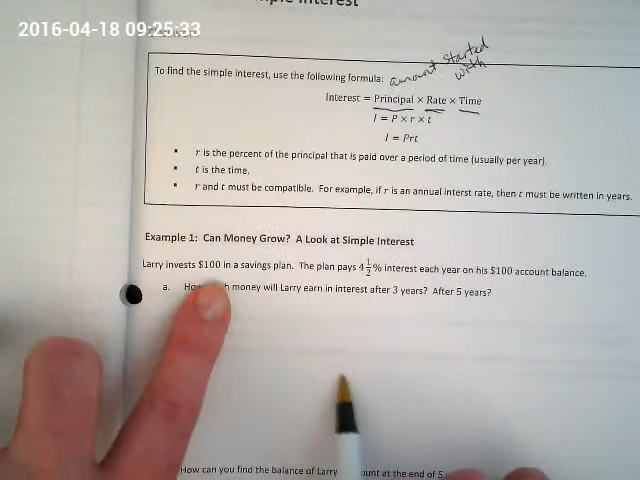 simple Interest
2016-04-18 09:25:33
To find the simple interest, use the following formula: amount started with
Interest = Principal × Rate × Time
I = P × r × t
I = Prt
• r is the percent of the principal that is paid over a period of time (usually per year).
• t is the time.
• r and t must be compatible. For example, if r is an annual interst rate, then t must be written in years.
Example 1: Can Money Grow? A Look at Simple Interest
Larry invests $100 in a savings plan. The plan pays 4 1/2 % interest each year on his $100 account balance.
a. How money will Larry earn in interest after 3 years? After 5 years?
How can you find the balance of Larry ount at the end of 5